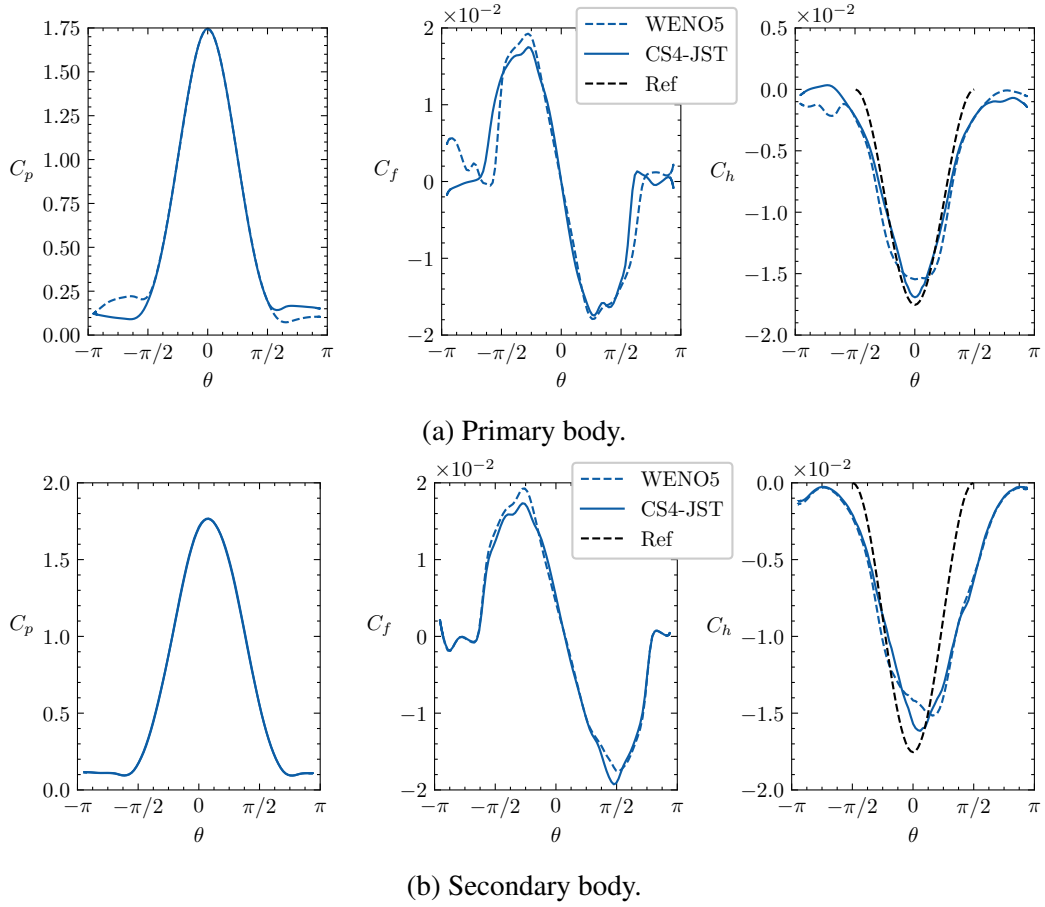 1.75
1.50
1.25
1.00
0.75
0.50
0.25
0.00
C_p
−π
−π/2
0
π/2
π
θ
×10⁻²
2
1
0
−1
−2
C_f
−π
−π/2
0
π/2
π
θ
WENO5
CS4-JST
Ref
×10⁻²
0.5
0.0
−0.5
−1.0
−1.5
−2.0
C_h
−π
−π/2
0
π/2
π
θ
(a) Primary body.
2.0
1.5
1.0
0.5
0.0
C_p
−π
−π/2
0
π/2
π
θ
×10⁻²
2
1
0
−1
−2
C_f
−π
−π/2
0
π/2
π
θ
WENO5
CS4-JST
Ref
×10⁻²
0.0
−0.5
−1.0
−1.5
−2.0
C_h
−π
−π/2
0
π/2
π
θ
(b) Secondary body.